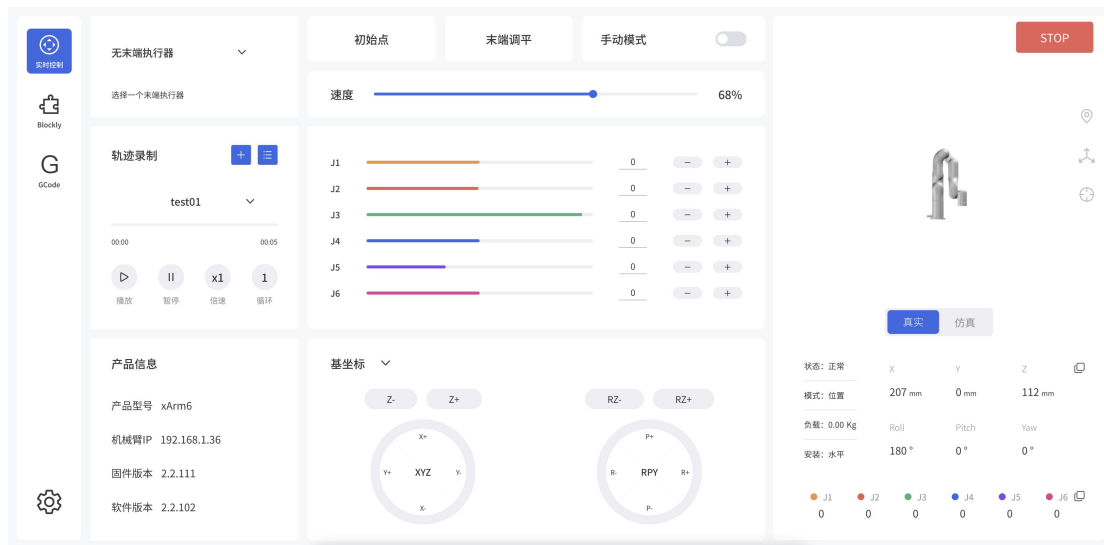 实时控制
Blockly
GCode
无末端执行器
选择一个末端执行器
初始点
末端调平
手动模式
STOP
速度
68%
轨迹录制
+
test01
00:00
00:05
x1
1
播放
暂停
倍速
循环
J1
0
−
+
J2
0
−
+
J3
0
−
+
J4
0
−
+
J5
0
−
+
J6
0
−
+
真实
仿真
产品信息
产品型号 xArm6
机械臂IP 192.168.1.36
固件版本 2.2.111
软件版本 2.2.102
基坐标
Z-
Z+
X+
Y+
XYZ
Y-
X-
RZ-
RZ+
P+
R-
RPY
R+
P-
状态：正常
模式：位置
负载：0.00 Kg
安装：水平
X
Y
Z
207 mm
0 mm
112 mm
Roll
Pitch
Yaw
180 °
0 °
0 °
J1
J2
J3
J4
J5
J6
0
0
0
0
0
0